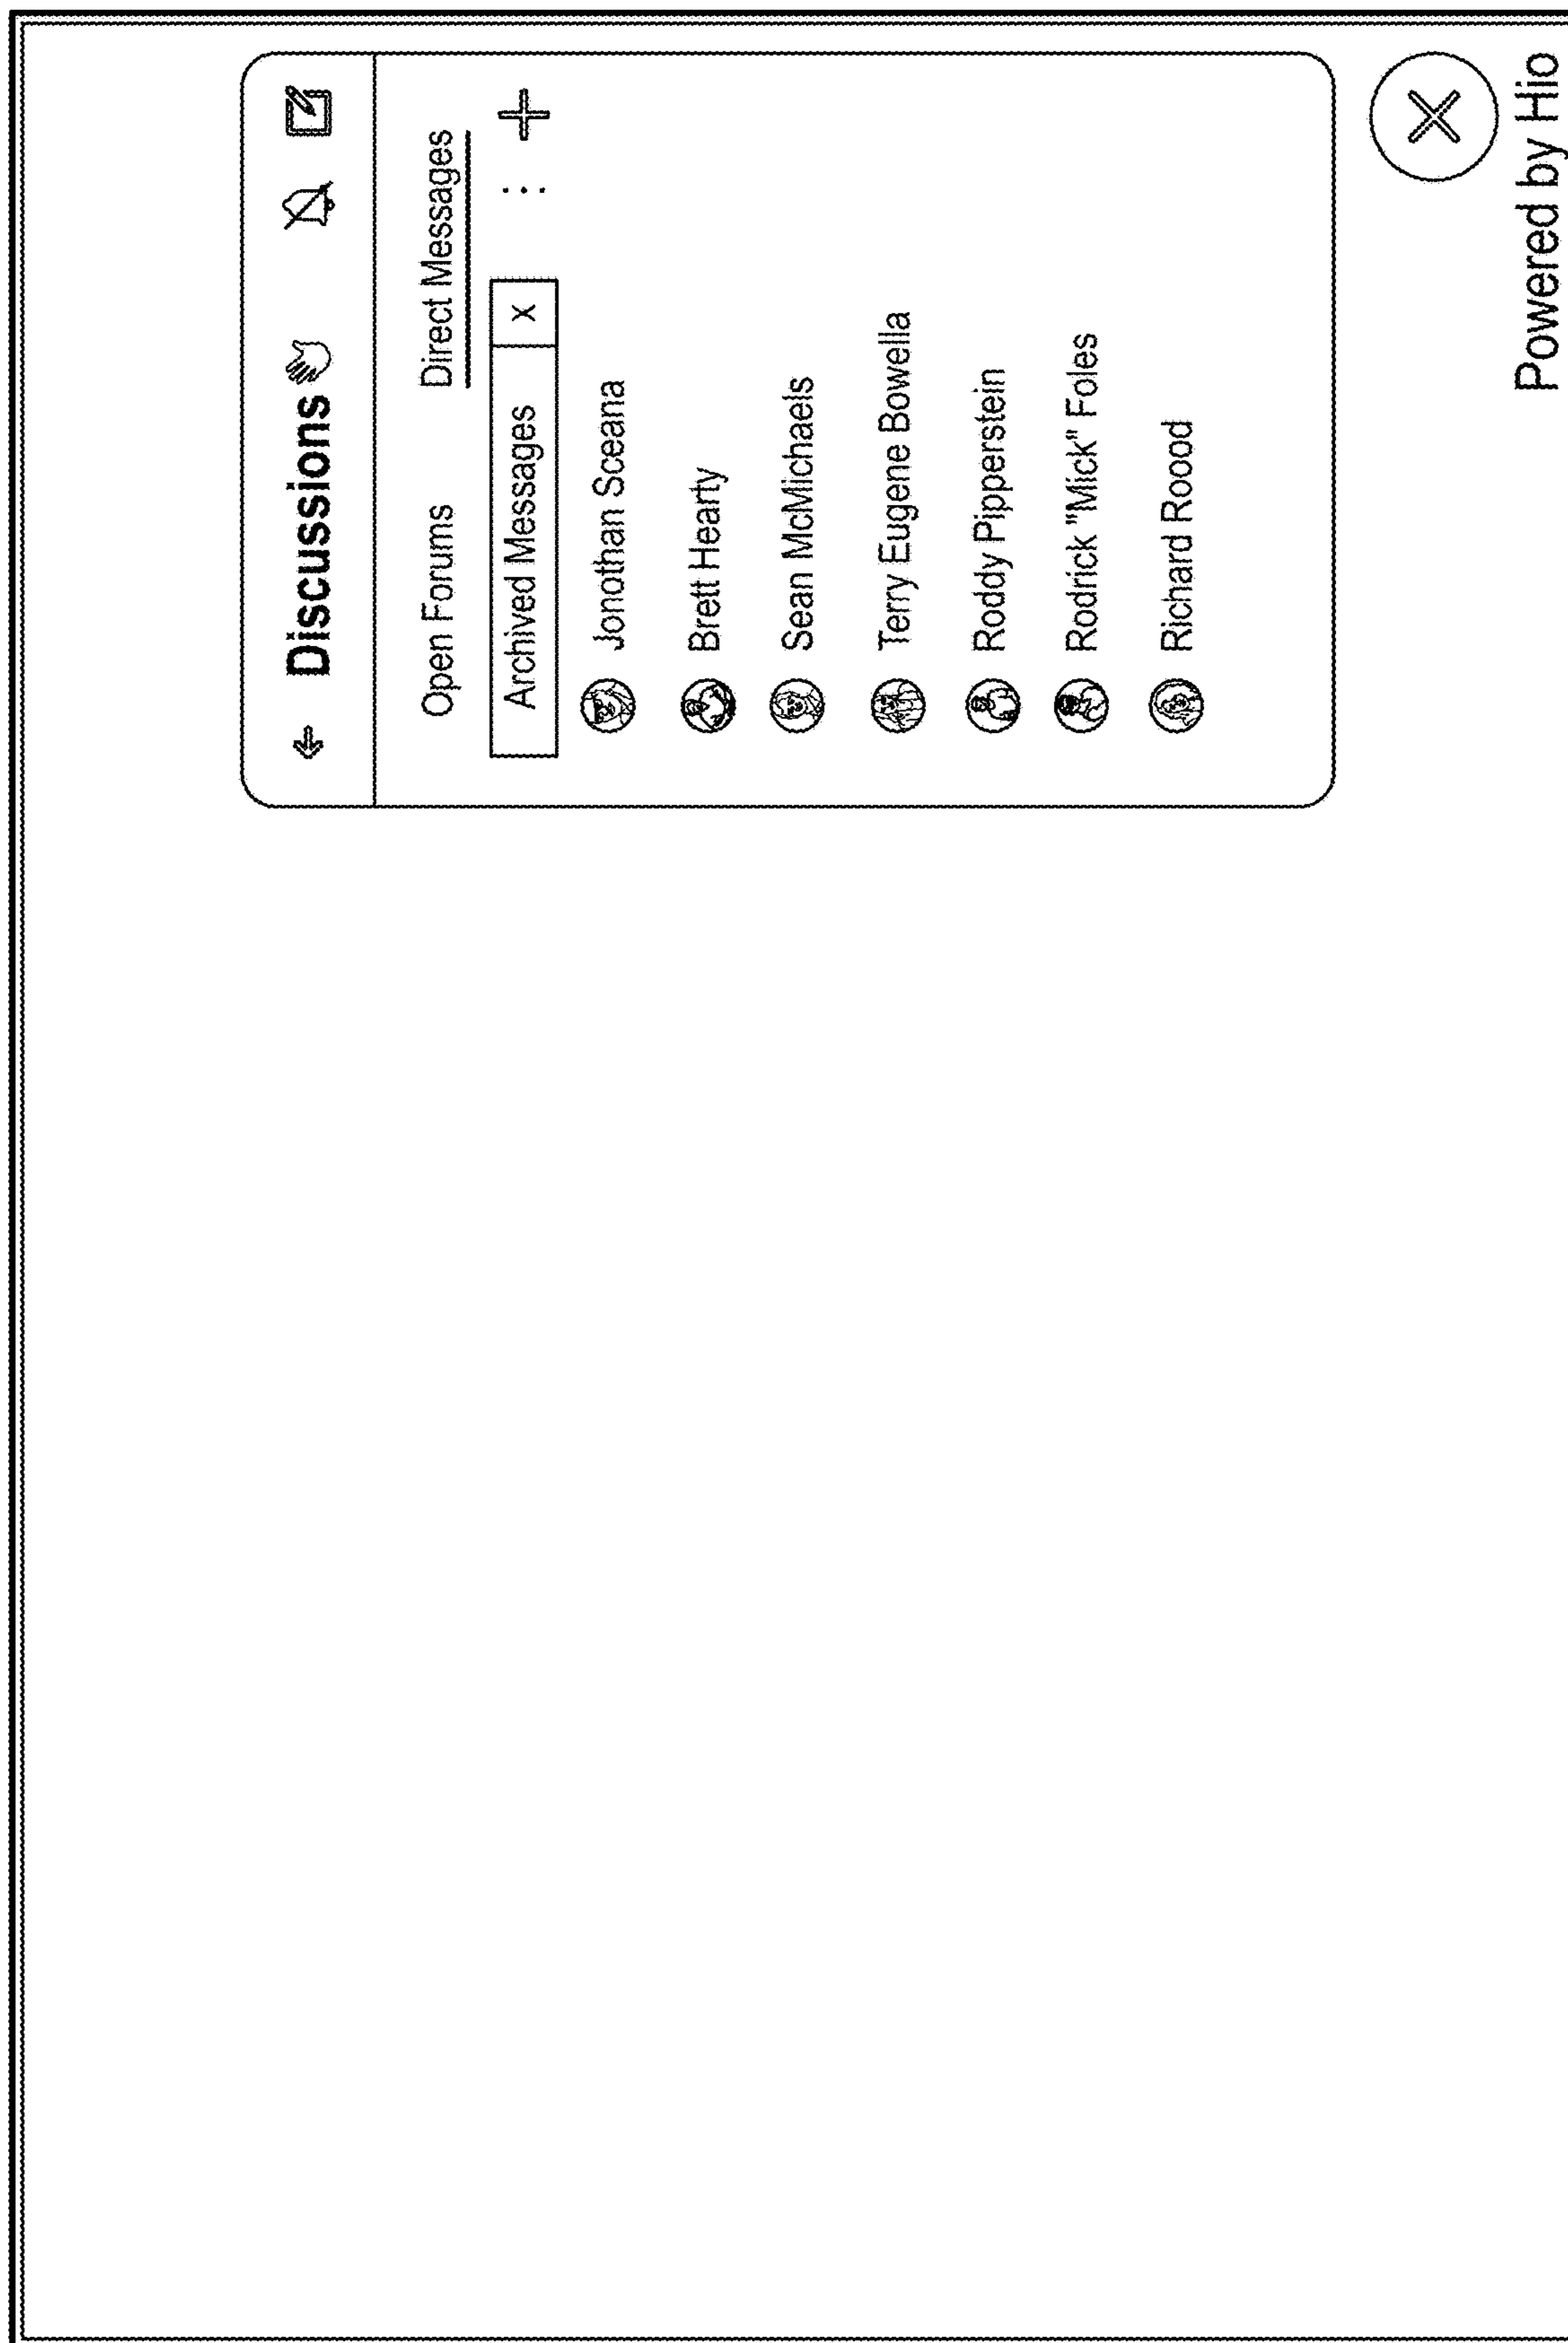 Discussions
Open Forums Direct Messages
Archived Messages x
Jonothan Sceana
Brett Hearty
Sean McMichaels
Terry Eugene Bowella
Roddy Pipperstein
Rodrick "Mick" Foles
Richard Roood
Powered by Hio